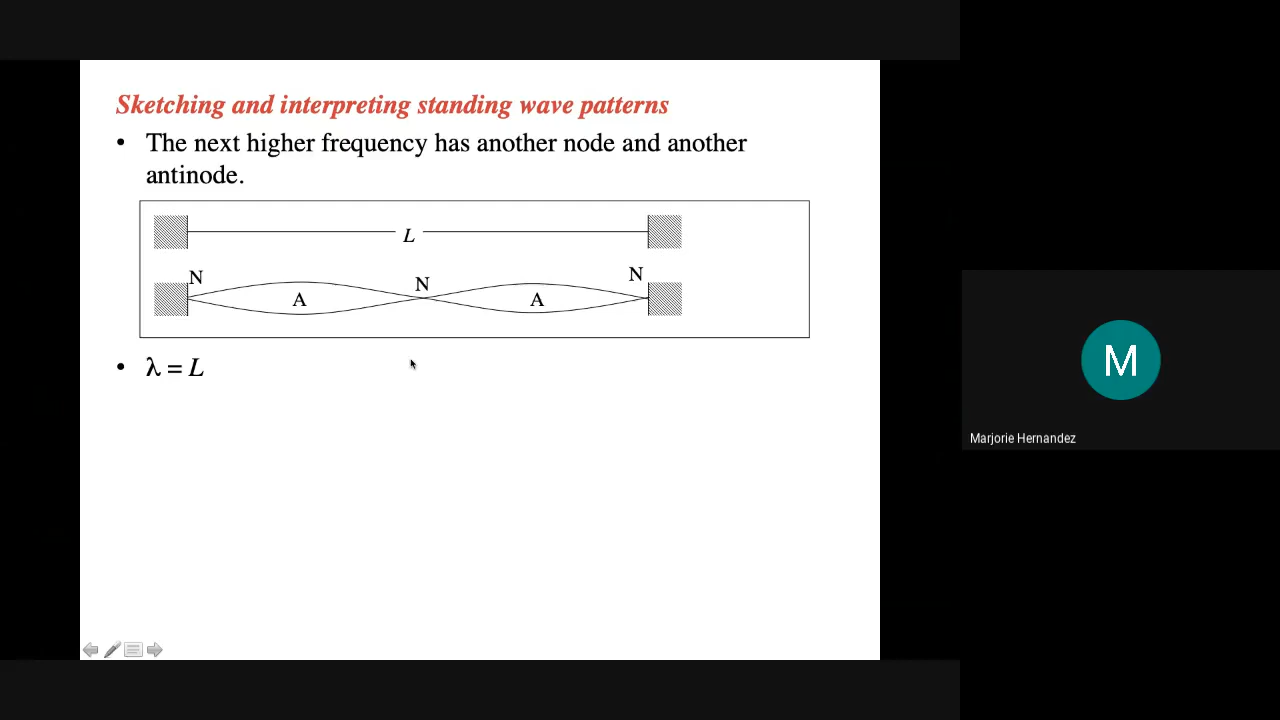 Sketching and interpreting standing wave patterns
• The next higher frequency has another node and another
antinode.
L
N N N
A A
• λ = L
M
Marjorie Hernandez